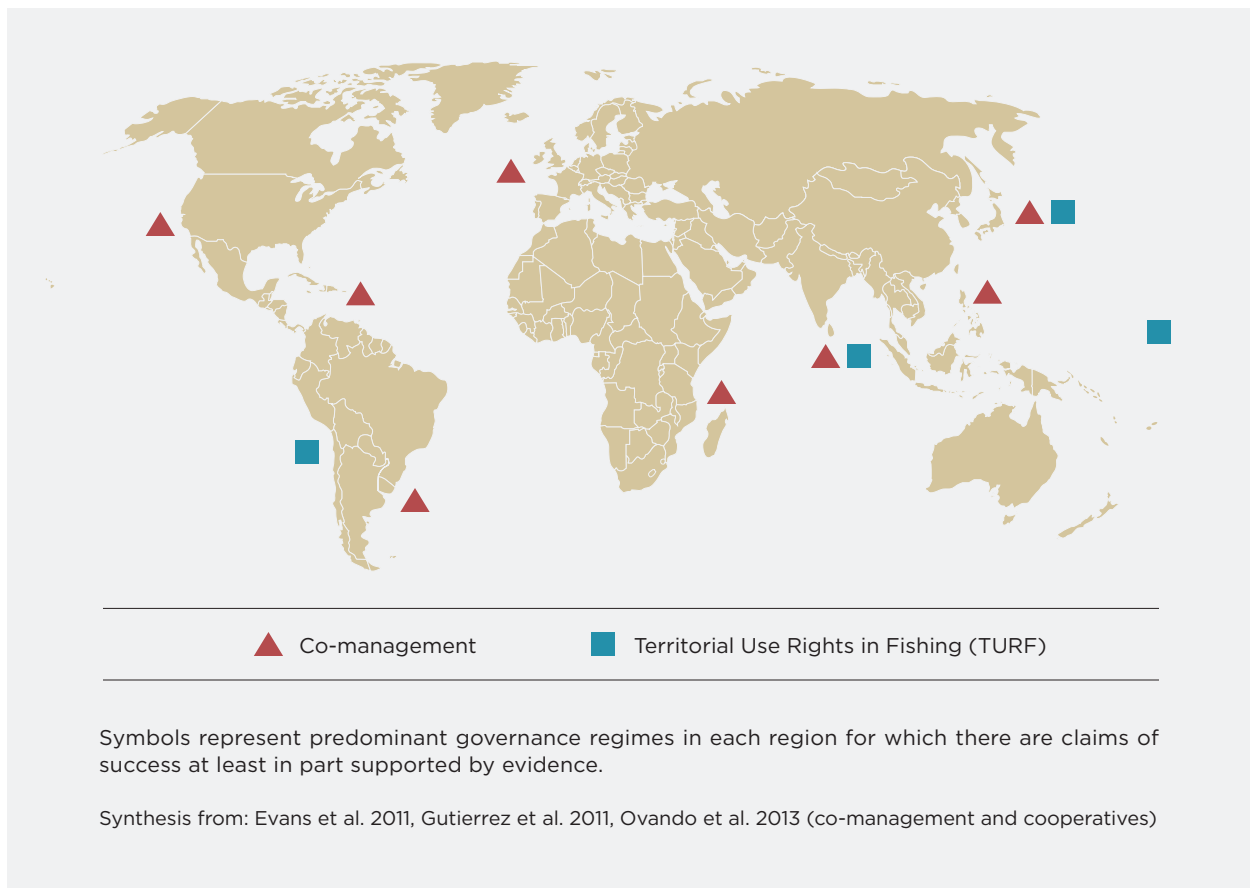 Co-management
Territorial Use Rights in Fishing (TURF)
Symbols represent predominant governance regimes in each region for which there are claims of
success at least in part supported by evidence.
Synthesis from: Evans et al. 2011, Gutierrez et al. 2011, Ovando et al. 2013 (co-management and cooperatives)